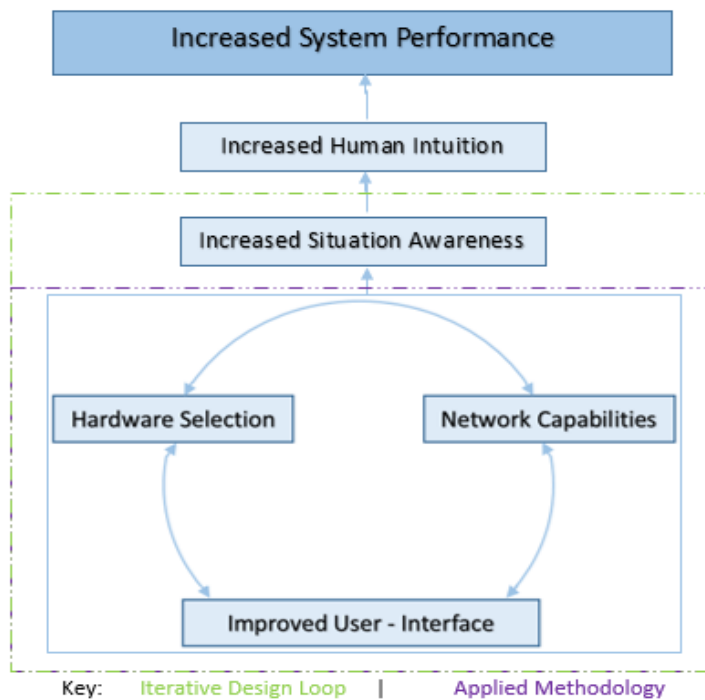 Increased System Performance
Increased Human Intuition
Increased Situation Awareness
Hardware Selection
Network Capabilities
Improved User - Interface
Key: Iterative Design Loop | Applied Methodology